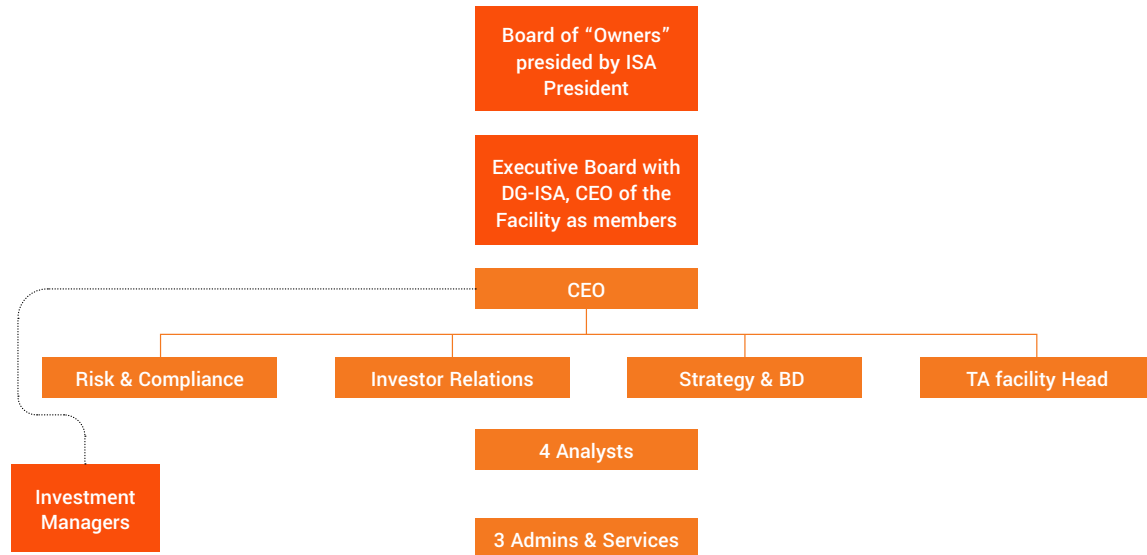 Board of “Owners”
presided by ISA
President
Executive Board with
DG-ISA, CEO of the
Facility as members
CEO
Risk & Compliance
Investor Relations
Strategy & BD
TA facility Head
4 Analysts
Investment
Managers
3 Admins & Services